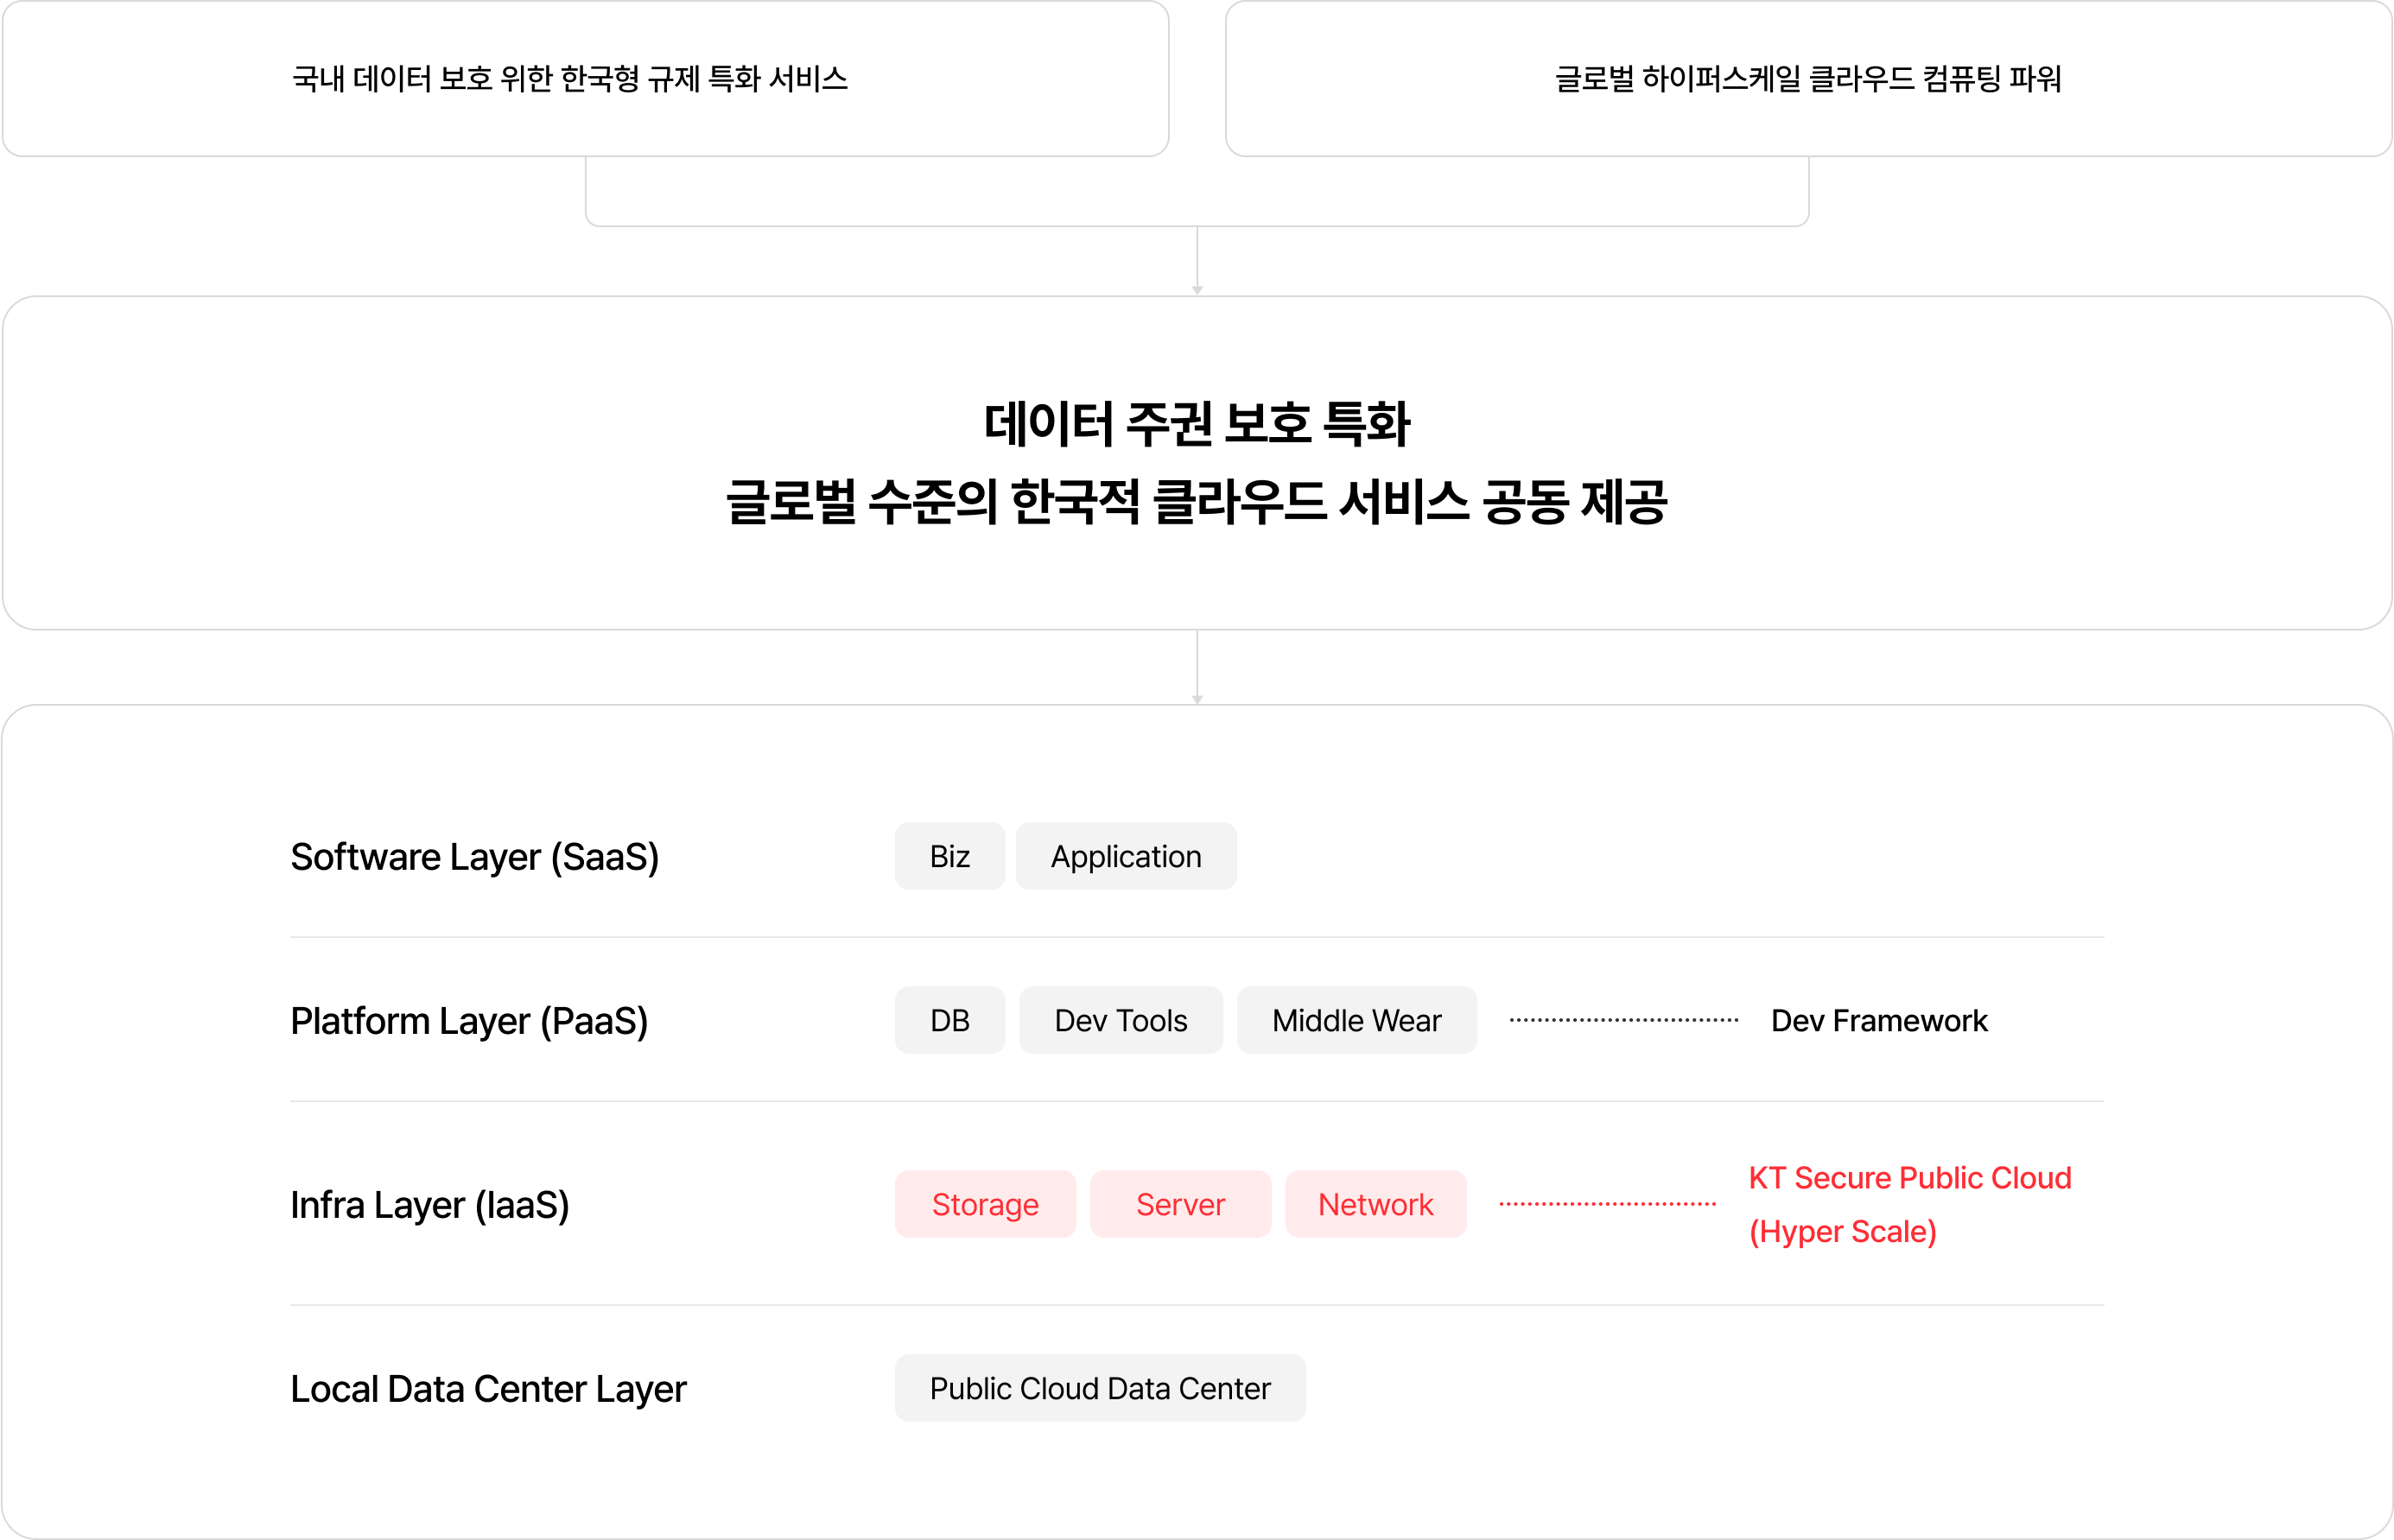 국내 데이터 보호 위한 한국형 규제 특화 서비스
글로벌 하이퍼스케일 클라우드 컴퓨팅 파워
데이터 주권 보호 특화
글로벌 수준의 한국적 클라우드 서비스 공동 제공
Software Layer (SaaS)
Biz
Application
Platform Layer (PaaS)
DB
Dev Tools
Middle Wear
Dev Framework
Infra Layer (IaaS)
Storage
Server
Network
KT Secure Public Cloud
(Hyper Scale)
Local Data Center Layer
Public Cloud Data Center